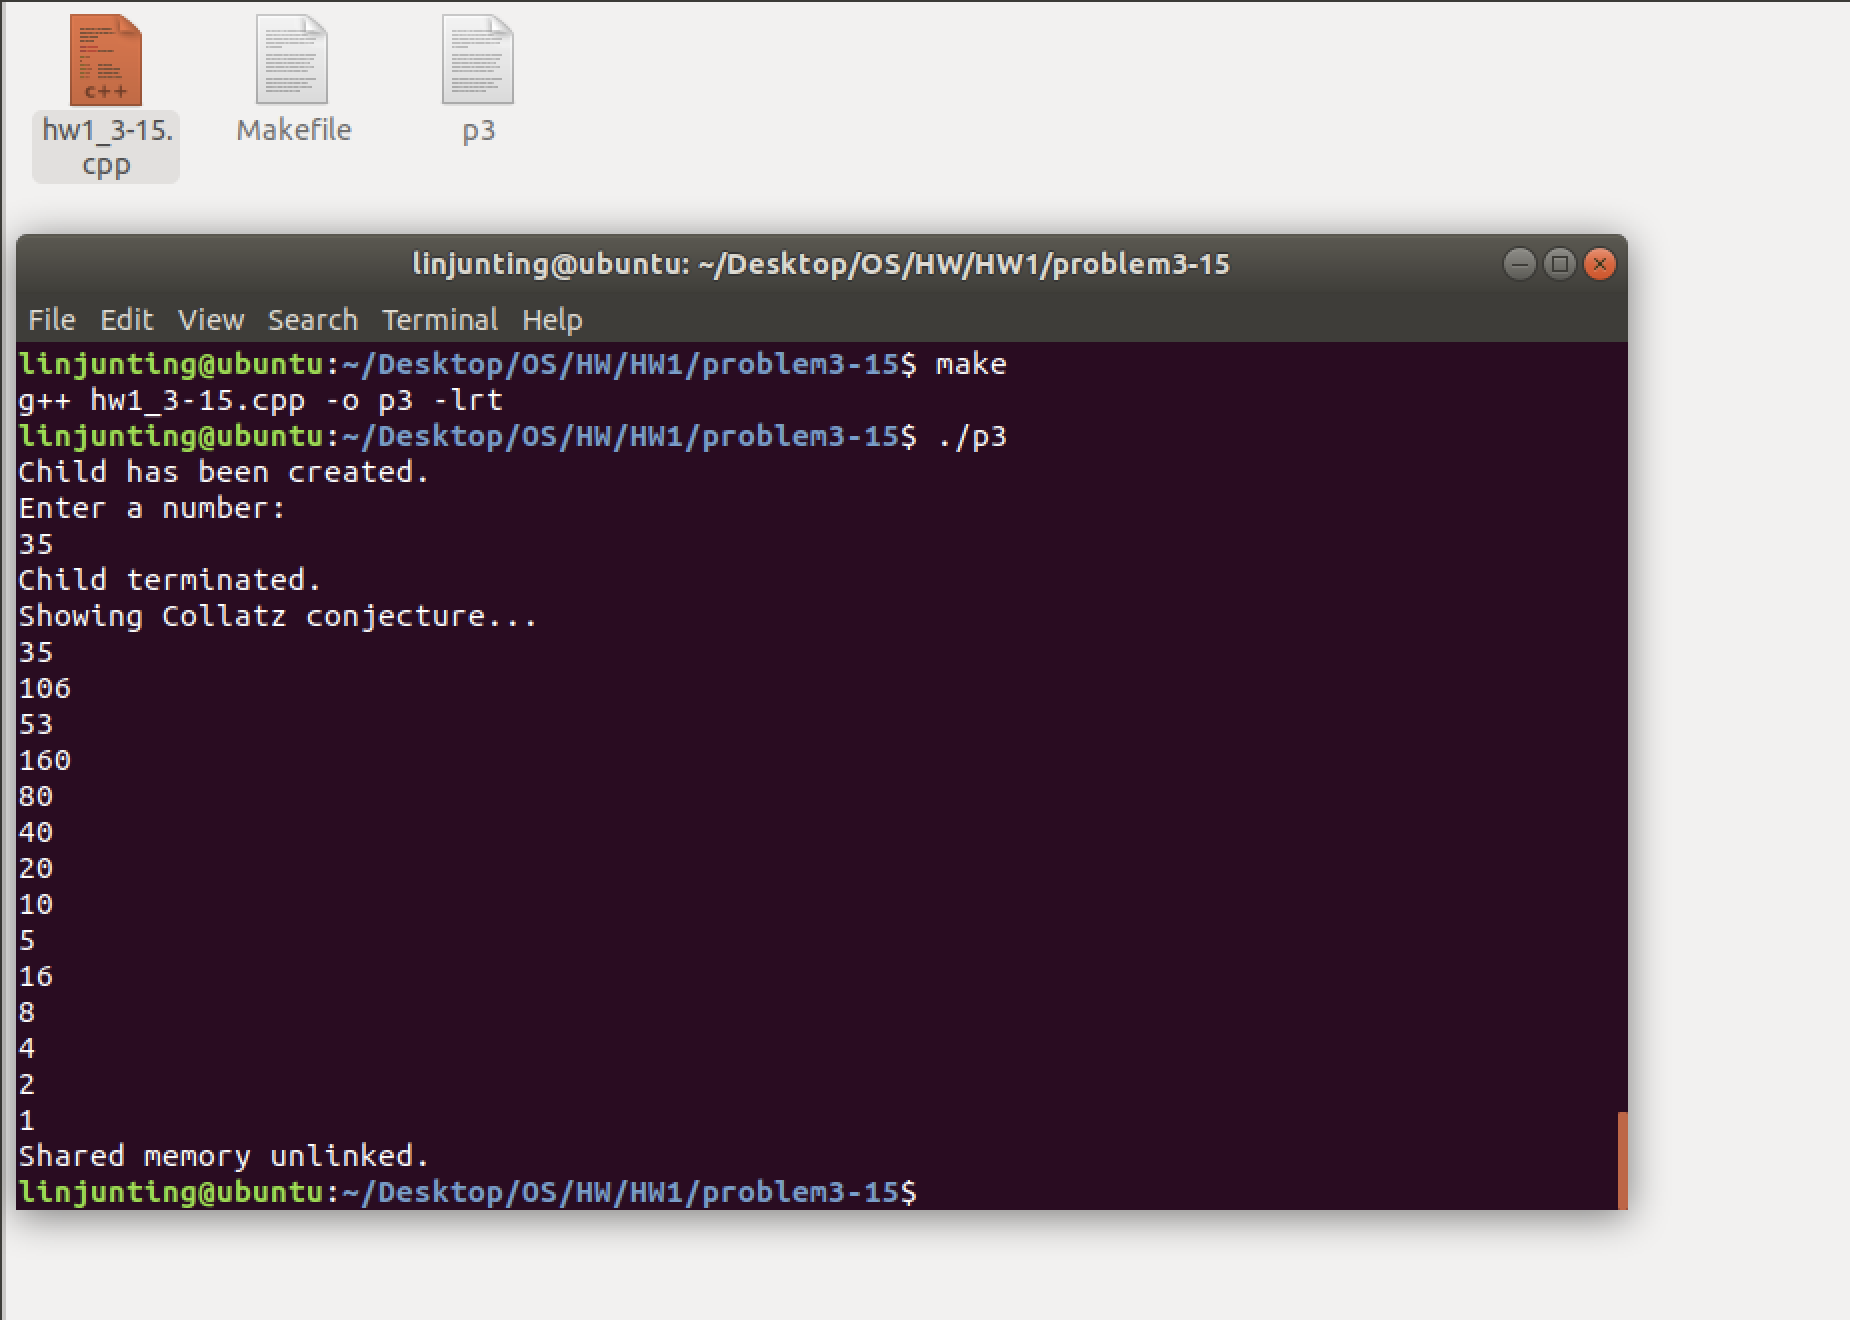 c++
hw1_3-15.
cpp
Makefile
p3
linjunting@ubuntu: ~/Desktop/OS/HW/HW1/problem3-15
File Edit View Search Terminal Help
linjunting@ubuntu:~/Desktop/OS/HW/HW1/problem3-15$ make
g++ hw1_3-15.cpp -o p3 -lrt
linjunting@ubuntu:~/Desktop/OS/HW/HW1/problem3-15$ ./p3
Child has been created.
Enter a number:
35
Child terminated.
Showing Collatz conjecture...
35
106
53
160
80
40
20
10
5
16
8
4
2
1
Shared memory unlinked.
linjunting@ubuntu:~/Desktop/OS/HW/HW1/problem3-15$